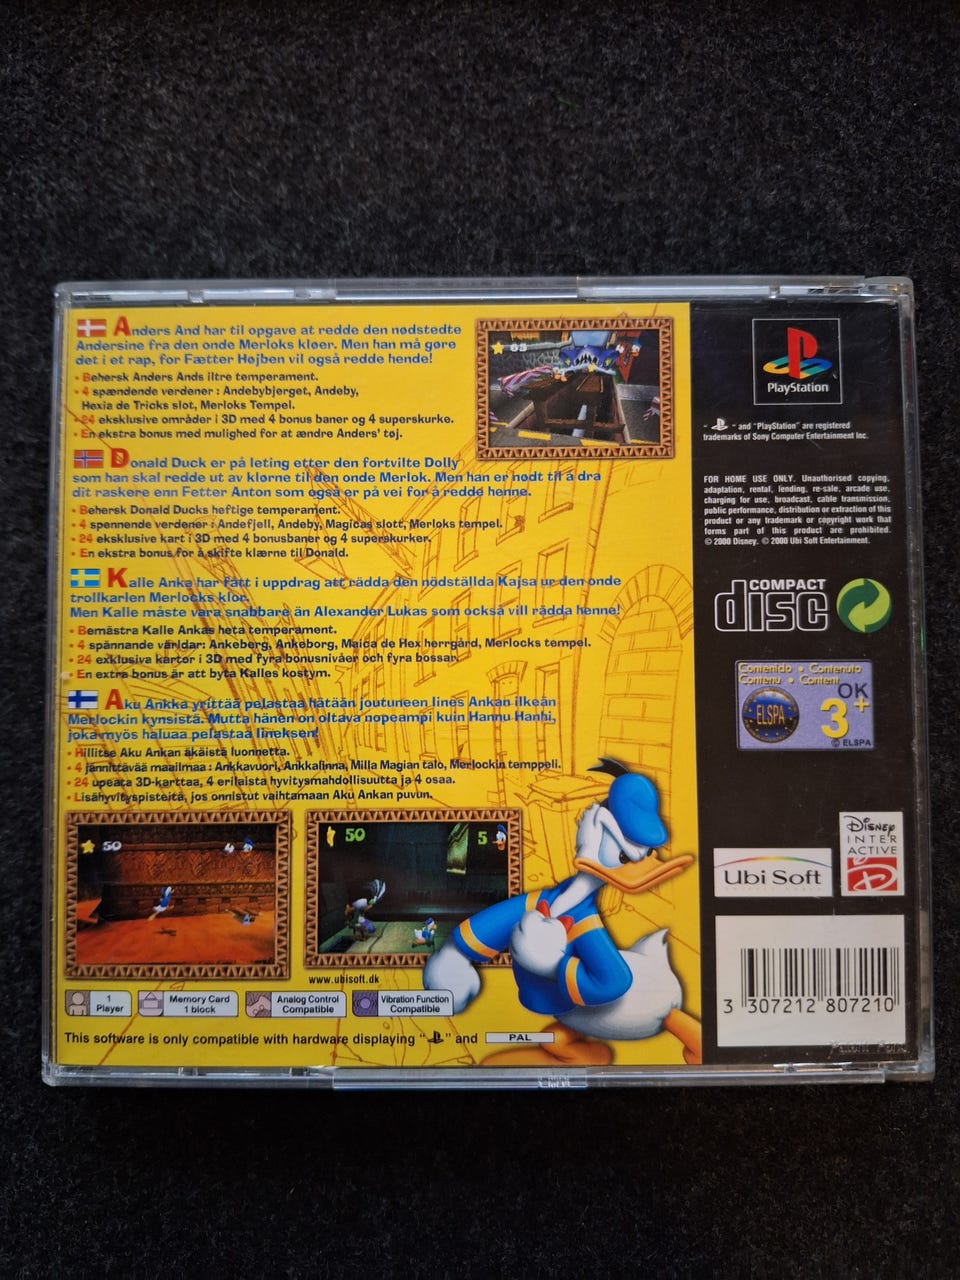 Anders And har til opgave at redde den nødstedte
Andersine fra den onde Merloks kløer. Men han må gøre
det i et rap, for Fætter Højben vil også redde hende!
• Behersk Anders Ands iltre temperament.
• 4 spændende verdener : Andebybjerget, Andeby,
Hexia de Tricks slot, Merloks Tempel.
• 24 eksklusive områder i 3D med 4 bonus baner og 4 superskurke.
• En ekstra bonus med mulighed for at ændre Anders' tøj.
Donald Duck er på leting etter den fortvilte Dolly
som han skal redde ut av klørne til den onde Merlok. Men han er nødt til å dra
dit raskere enn Fetter Anton som også er på vei for å redde henne.
• Behersk Donald Ducks heftige temperament.
• 4 spennende verdener : Andefjell, Andeby, Magicas slott, Merloks tempel.
• 24 eksklusive kart i 3D med 4 bonusbaner og 4 superskurker.
• En ekstra bonus for å skifte klærne til Donald.
Kalle Anka har fått i uppdrag att rädda den nödställda Kajsa ur den onde
trollkarlen Merlocks klor.
Men Kalle måste vara snabbare än Alexander Lukas som också vill rädda henne!
• Bemästra Kalle Ankas heta temperament.
• 4 spännande världar: Ankeberg, Ankeborg, Maica de Hex herrgård, Merlocks tempel.
• 24 exklusiva kartor i 3D med fyra bonusnivåer och fyra bossar.
• En extra bonus är att byta Kalles kostym.
Aku Ankka yrittää pelastaa hätään joutuneen Iines Ankan ilkeän
Merlockin kynsistä. Mutta hänen on oltava nopeampi kuin Hannu Hanhi,
joka myös haluaa pelastaa Iineksen!
• Hillitse Aku Ankan äkäistä luonnetta.
• 4 jännittävää maailmaa : Ankkavuori, Ankkalinna, Milla Magian talo, Merlockin temppeli.
• 24 upeata 3D-karttaa, 4 erilaista hyvitysmahdollisuutta ja 4 osaa.
• Lisähyvityspisteitä, jos onnistut vaihtamaan Aku Ankan puvun.
50
4
50
5
www.ubisoft.dk
1
Player
Memory Card
1 block
Analog Control
Compatible
Vibration Function
Compatible
This software is only compatible with hardware displaying " " and PAL
PlayStation
" " and "PlayStation" are registered
trademarks of Sony Computer Entertainment Inc.
FOR HOME USE ONLY. Unauthorised copying,
adaptation, rental, lending, re-sale, arcade use,
charging for use, broadcast, cable transmission,
public performance, distribution or extraction of this
product or any trademark or copyright work that
forms part of this product are prohibited.
© 2000 Disney. © 2000 Ubi Soft Entertainment.
COMPACT
disc
Contenido • Contenuto
Contenu • Content
ELSPA
OK
3+
© ELSPA
Ubi Soft
Disney
INTER
ACTIVE
D
3 307212 807210